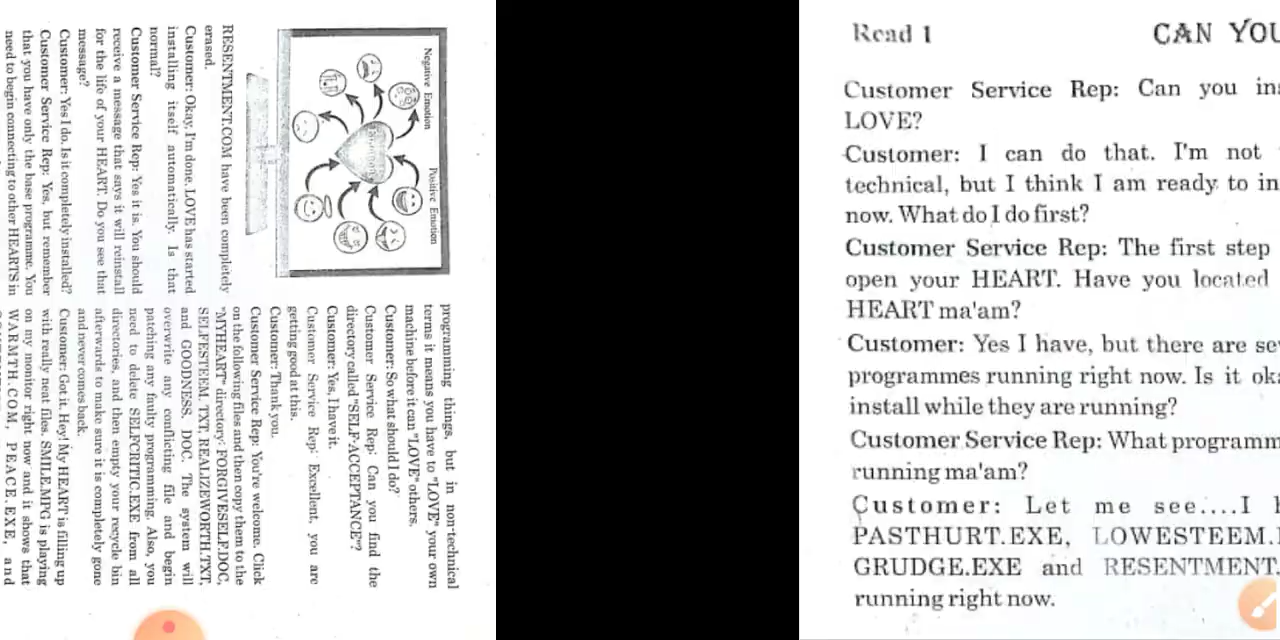 Negative Emotion
Positive Emotion
RESENTMENT.COM have been completely
erased.
Customer: Okay, I'm done. LOVE has started
installing itself automatically. Is that
normal?
Customer Service Rep: Yes it is. You should
receive a message that says it will reinstall
for the life of your HEART. Do you see that
message?
Customer: Yes I do. Is it completely installed?
Customer Service Rep: Yes, but remember
that you have only the base programme. You
need to begin connecting to other HEARTS in
programming things, but in non-technical
terms it means you have to "LOVE" your own
machine before it can "LOVE" others.
Customer: So what should I do?
Customer Service Rep: Can you find the
directory called "SELF-ACCEPTANCE"?
Customer: Yes, I have it.
Customer Service Rep: Excellent, you are
getting good at this.
Customer: Thank you.
Customer Service Rep: You're welcome. Click
on the following files and then copy them to the
"MYHEART" directory: FORGIVESELF.DOC,
SELFESTEEM. TXT, REALIZEWORTH.TXT,
and GOODNESS. DOC. The system will
overwrite any conflicting file and begin
patching any faulty programming. Also, you
need to delete SELFCRITIC.EXE from all
directories, and then empty your recycle bin
afterwards to make sure it is completely gone
and never comes back.
Customer: Got it. Hey! My HEART is filling up
with really neat files. SMILE.MPG is playing
on my monitor right now and it shows that
WARMTH.COM, PEACE.EXE, and
Read 1
CAN YOU
Customer Service Rep: Can you ins
LOVE?
Customer: I can do that. I'm not
technical, but I think I am ready to in
now. What do I do first?
Customer Service Rep: The first step
open your HEART. Have you located
HEART ma'am?
Customer: Yes I have, but there are se
programmes running right now. Is it ok
install while they are running?
Customer Service Rep: What programm
running ma'am?
Customer: Let me see....I
PASTHURT.EXE, LOWESTEEM.
GRUDGE.EXE and RESENTMENT.
running right now.